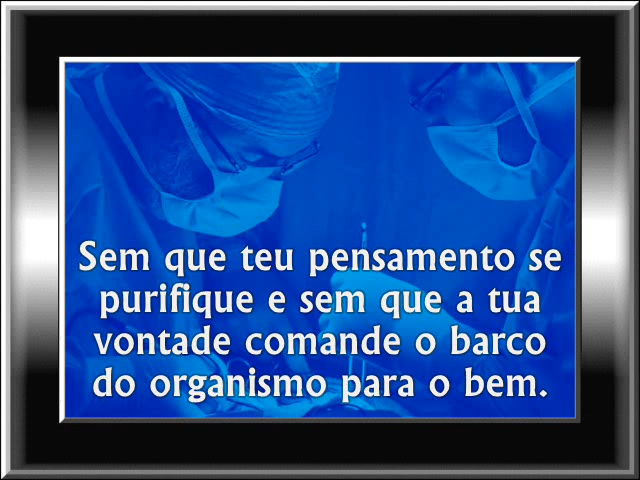 Sem que teu pensamento se
purifique e sem que a tua
vontade comande o barco
do organismo para o bem.